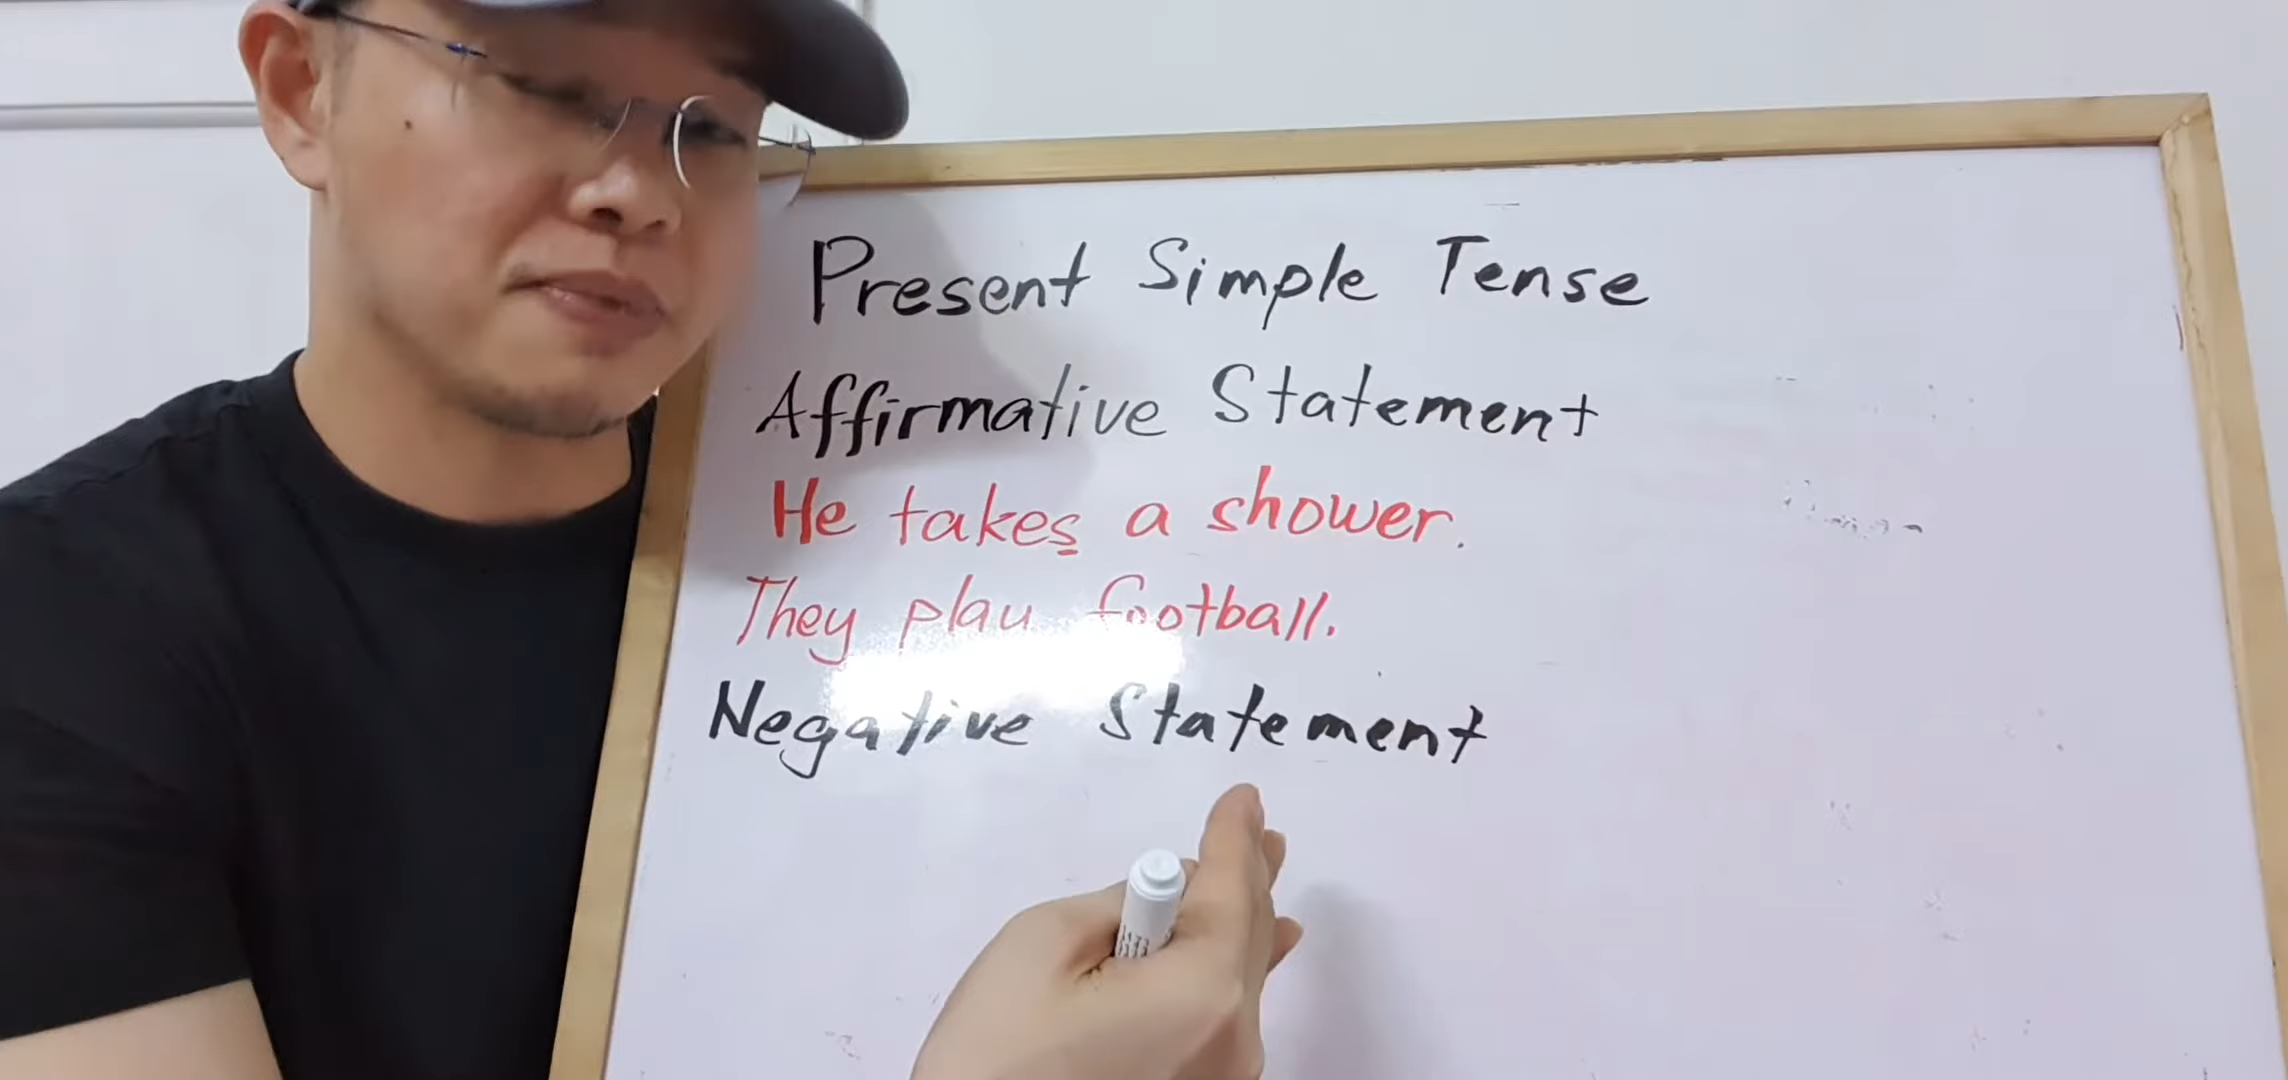 Present Simple Tense
Affirmative Statement
He takes a shower.
They play football.
Negative Statement